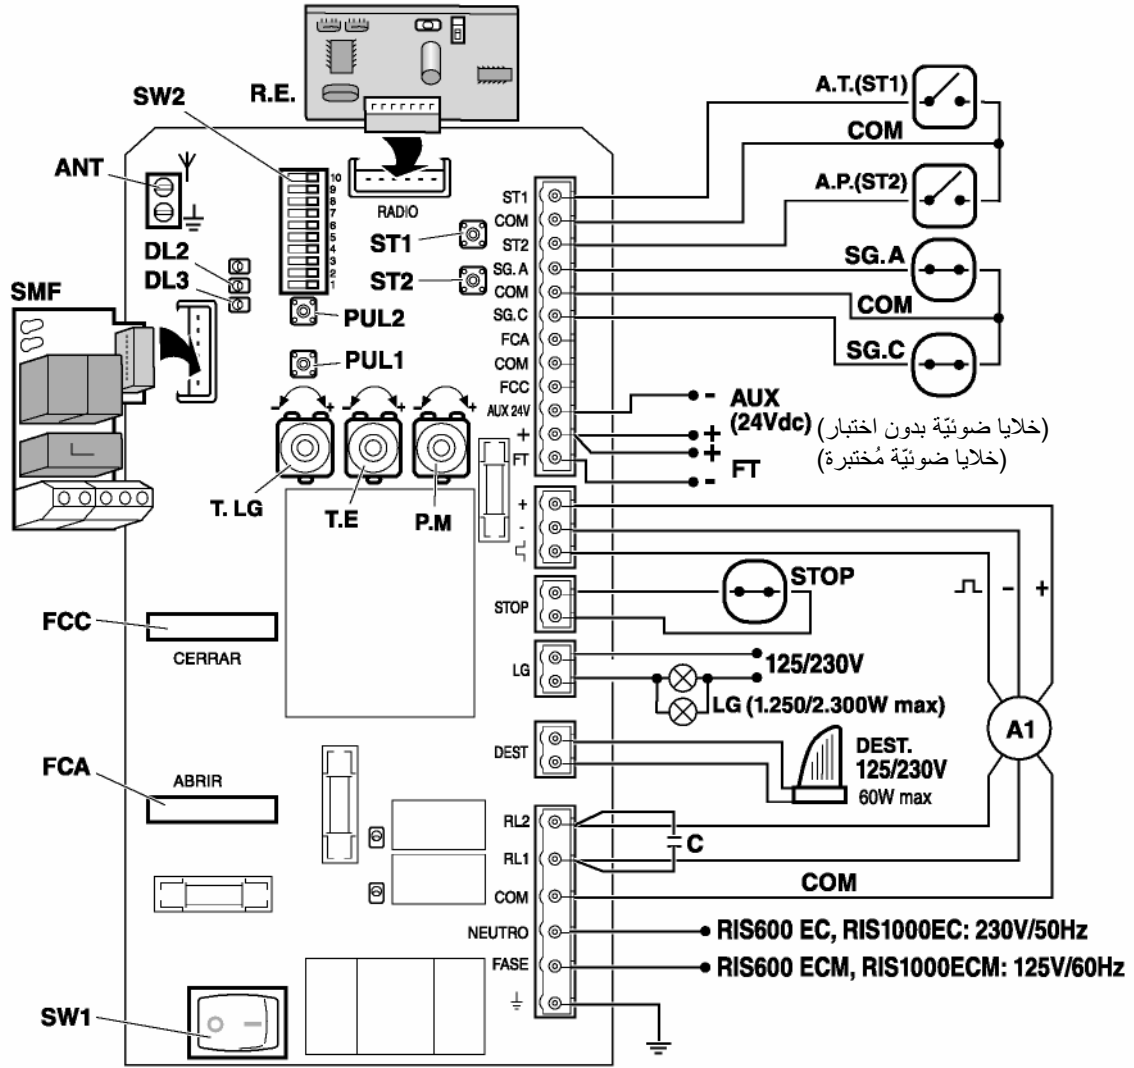 R.E.
SW2
ANT
RADIO
10
9
8
7
6
5
4
3
2
1
ST1
ST2
DL2
DL3
SMF
PUL2
PUL1
- +
- +
- +
T. LG
T.E
P.M
FCC
CERRAR
FCA
ABRIR
SW1
ST1
COM
ST2
SG. A
COM
SG. C
FCA
COM
FCC
AUX 24V
+
FT
+
-
STOP
LG
DEST
RL2
RL1
COM
NEUTRO
FASE
A.T.(ST1)
COM
A.P.(ST2)
SG.A
COM
SG.C
- AUX
+ (24Vdc) (خلايا ضوئيّة بدون اختبار)
+ FT (خلايا ضوئيّة مُختبرة)
-
STOP
- +
125/230V
LG (1.250/2.300W max)
A1
DEST.
125/230V
60W max
C
COM
RIS600 EC, RIS1000EC: 230V/50Hz
RIS600 ECM, RIS1000ECM: 125V/60Hz